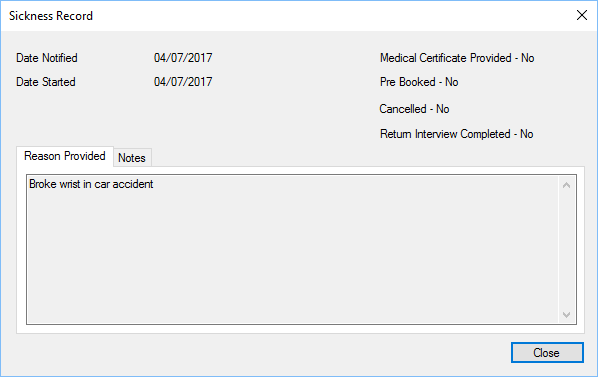 Sickness Record
Date Notified 04/07/2017 Medical Certificate Provided - No
Date Started 04/07/2017 Pre Booked - No
Cancelled - No
Return Interview Completed - No
Reason Provided Notes
Broke wrist in car accident
Close